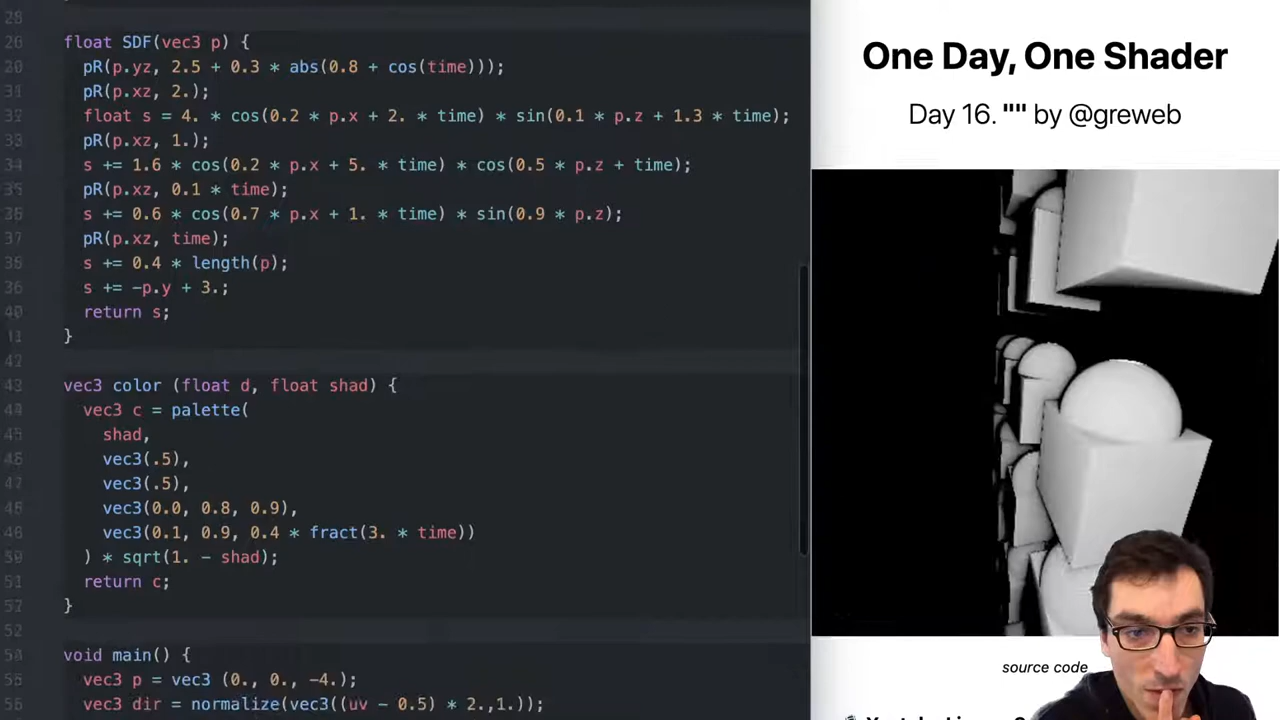 float SDF(vec3 p) {
pR(p.yz, 2.5 + 0.3 * abs(0.8 + cos(time)));
pR(p.xz, 2.);
float s = 4. * cos(0.2 * p.x + 2. * time) * sin(0.1 * p.z + 1.3 * time);
pR(p.xz, 1.);
s += 1.6 * cos(0.2 * p.x + 5. * time) * cos(0.5 * p.z + time);
pR(p.xz, 0.1 * time);
s += 0.6 * cos(0.7 * p.x + 1. * time) * sin(0.9 * p.z);
pR(p.xz, time);
s += 0.4 * length(p);
s += -p.y + 3.;
return s;
}
vec3 color (float d, float shad) {
vec3 c = palette(
shad,
vec3(.5),
vec3(.5),
vec3(0.0, 0.8, 0.9),
vec3(0.1, 0.9, 0.4 * fract(3. * time))
) * sqrt(1. - shad);
return c;
}
void main() {
vec3 p = vec3 (0., 0., -4.);
vec3 dir = normalize(vec3((uv - 0.5) * 2.,1.));
One Day, One Shader
Day 16. "" by @greweb
source code